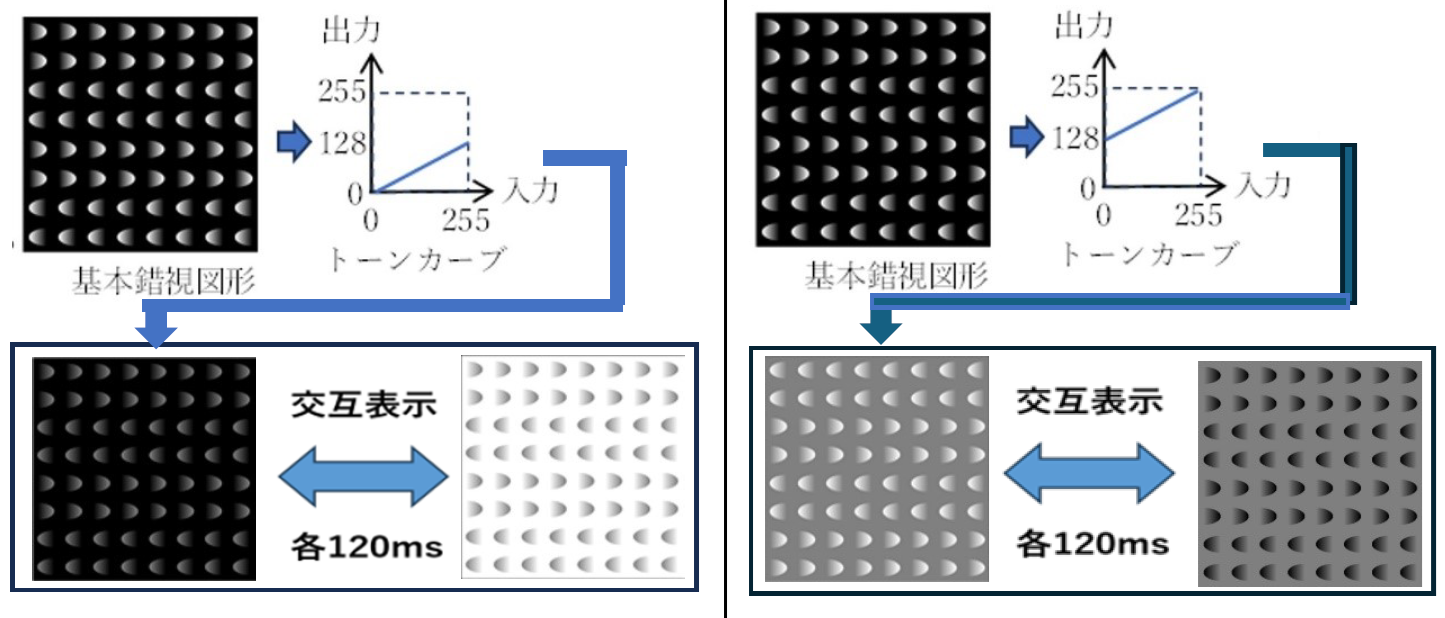 出力
255
128
0
入力
0
255
トーンカーブ
基本錯視図形
交互表示
各120ms
出力
255
128
0
入力
0
255
トーンカーブ
基本錯視図形
交互表示
各120ms